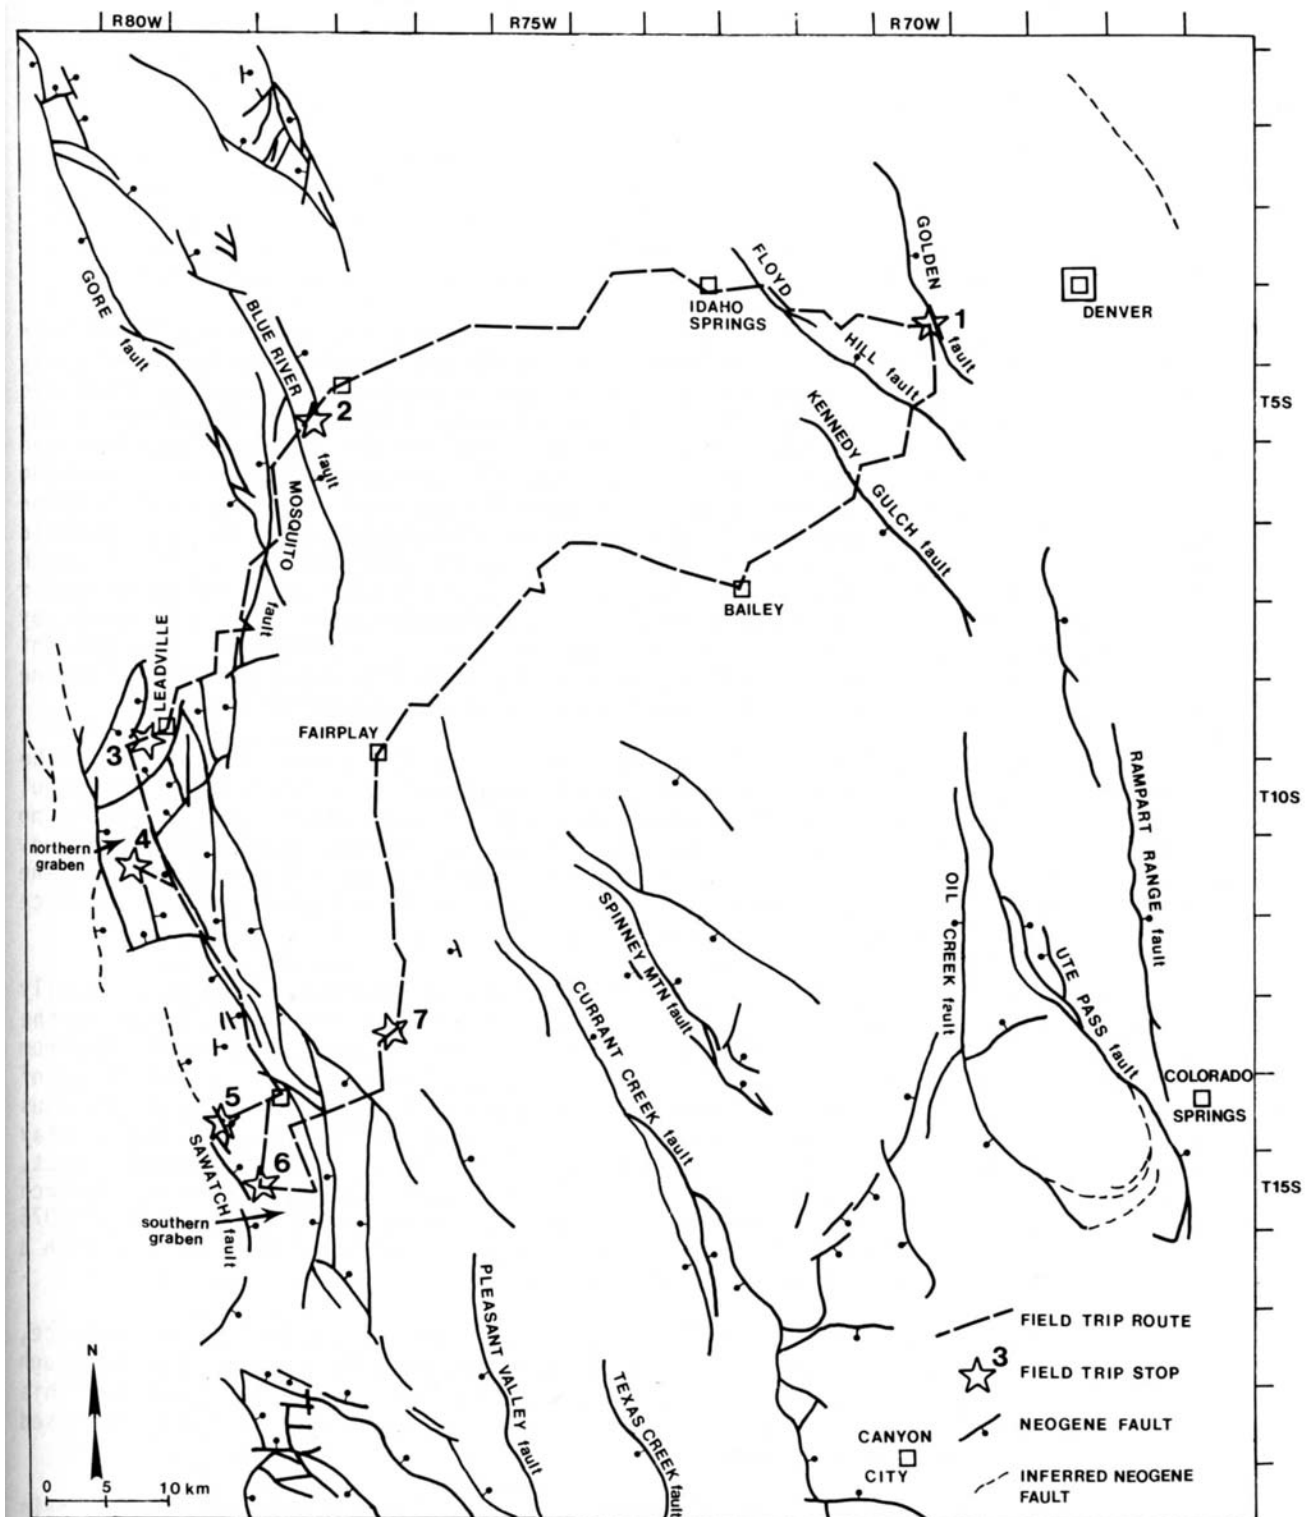 R80W
R75W
R70W
GORE
fault
BLUE RIVER
fault
FLOYD
HILL fault
GOLDEN
fault
1
DENVER
IDAHO
SPRINGS
2
T5S
KENNEDY
GULCH fault
MOSQUITO
fault
BAILEY
LEADVILLE
3
FAIRPLAY
T10S
RAMPART RANGE fault
northern
graben
4
OIL
CREEK fault
SPINNEY MTN fault
UTE PASS fault
CURRANT CREEK fault
7
COLORADO
SPRINGS
5
SAWATCH fault
6
T15S
southern
graben
PLEASANT VALLEY fault
TEXAS CREEK fault
N
0 5 10 km
FIELD TRIP ROUTE
3
FIELD TRIP STOP
NEOGENE FAULT
INFERRED NEOGENE
FAULT
CANYON
CITY